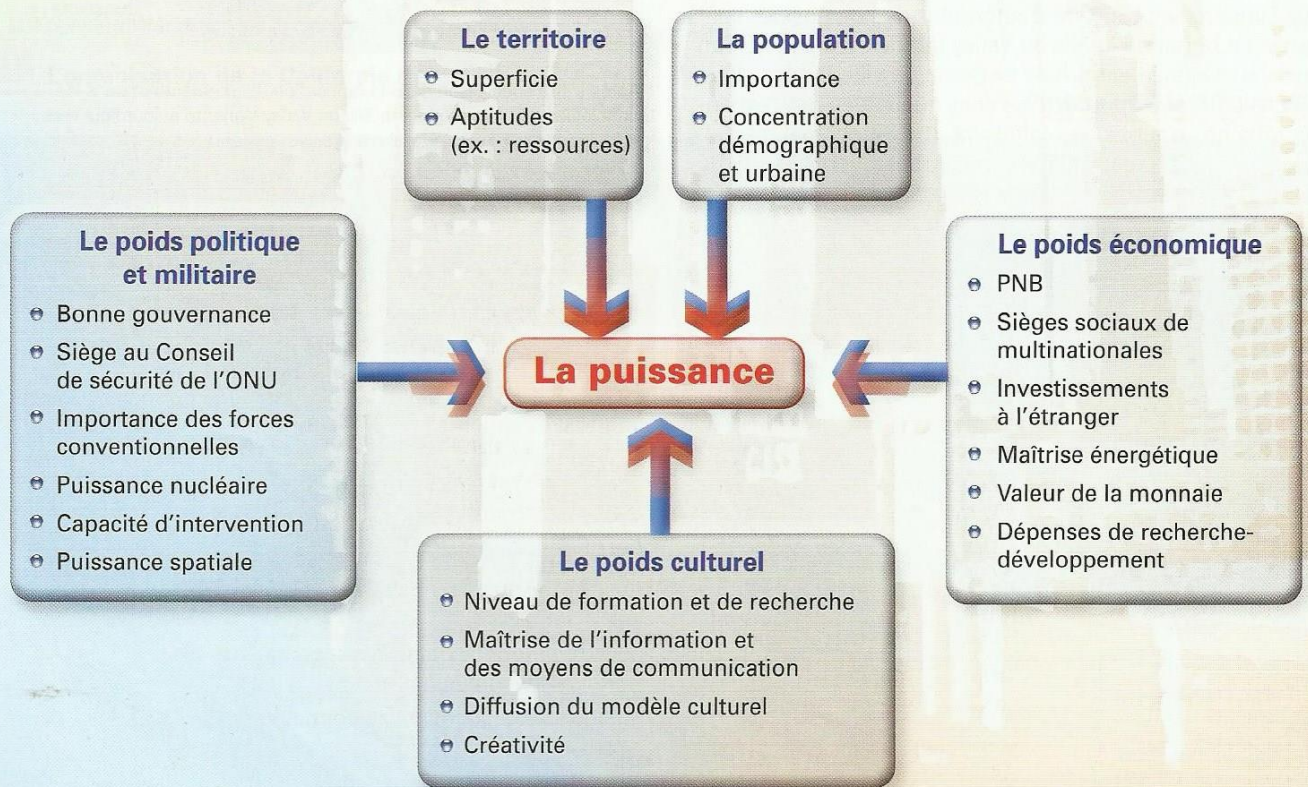 Le territoire
Superficie
Aptitudes
(ex. : ressources)
La population
Importance
Concentration
démographique
et urbaine
Le poids politique
et militaire
Bonne gouvernance
Siège au Conseil
de sécurité de l'ONU
Importance des forces
conventionnelles
Puissance nucléaire
Capacité d'intervention
Puissance spatiale
La puissance
Le poids économique
PNB
Sièges sociaux de
multinationales
Investissements
à l'étranger
Maîtrise énergétique
Valeur de la monnaie
Dépenses de recherche-
développement
Le poids culturel
Niveau de formation et de recherche
Maîtrise de l'information et
des moyens de communication
Diffusion du modèle culturel
Créativité